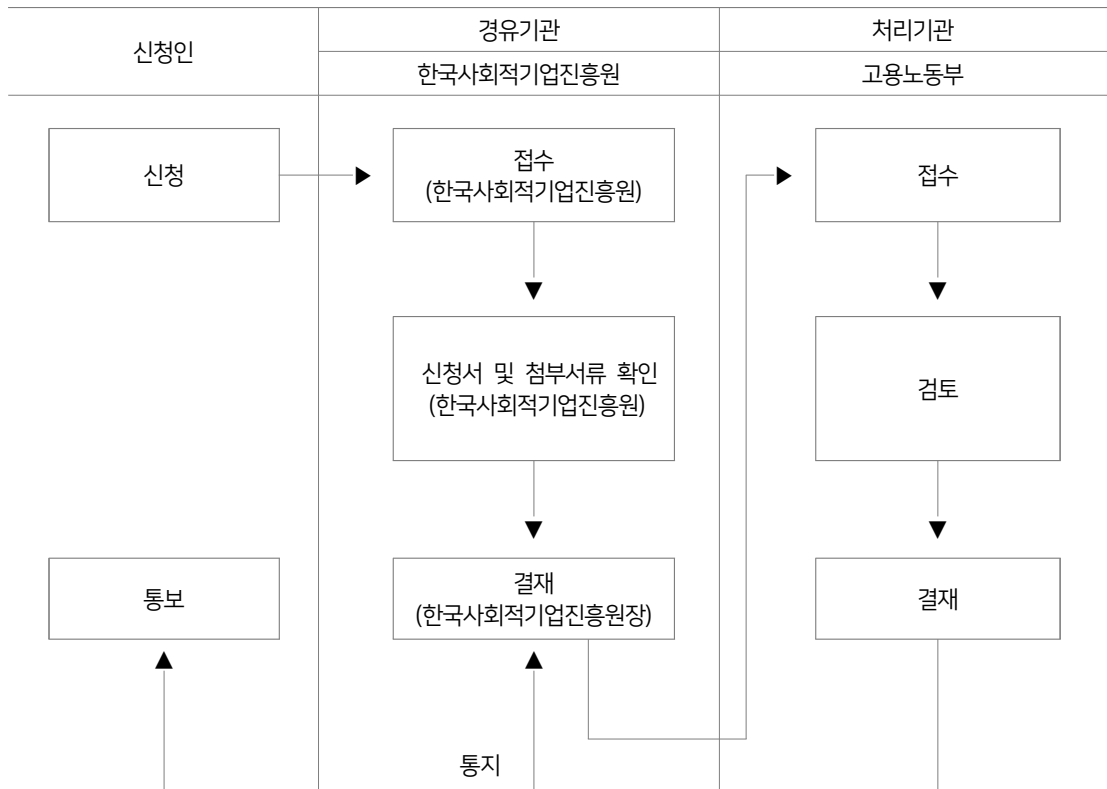 신청인
경유기관
처리기관
한국사회적기업진흥원
고용노동부
신청
접수
(한국사회적기업진흥원)
접수
신청서 및 첨부서류 확인
(한국사회적기업진흥원)
검토
통보
결재
(한국사회적기업진흥원장)
결재
통지